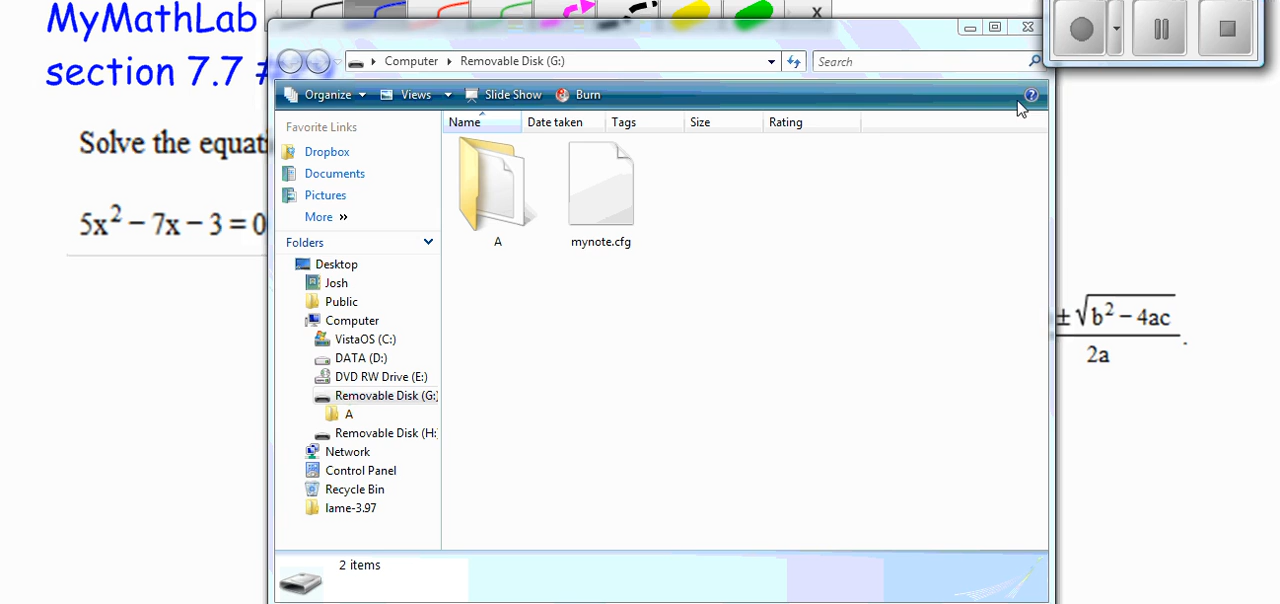 MyMathLab
section 7.7 #
X
Solve the equati
5x² − 7x − 3 = 0
± √b² − 4ac
2a
.
Computer Removable Disk (G:)
Search
Organize Views Slide Show Burn
Favorite Links
Dropbox
Documents
Pictures
More »
Folders
Desktop
Josh
Public
Computer
VistaOS (C:)
DATA (D:)
DVD RW Drive (E:)
Removable Disk (G:
A
Removable Disk (H:
Network
Control Panel
Recycle Bin
lame-3.97
Name Date taken Tags Size Rating
A
mynote.cfg
2 items